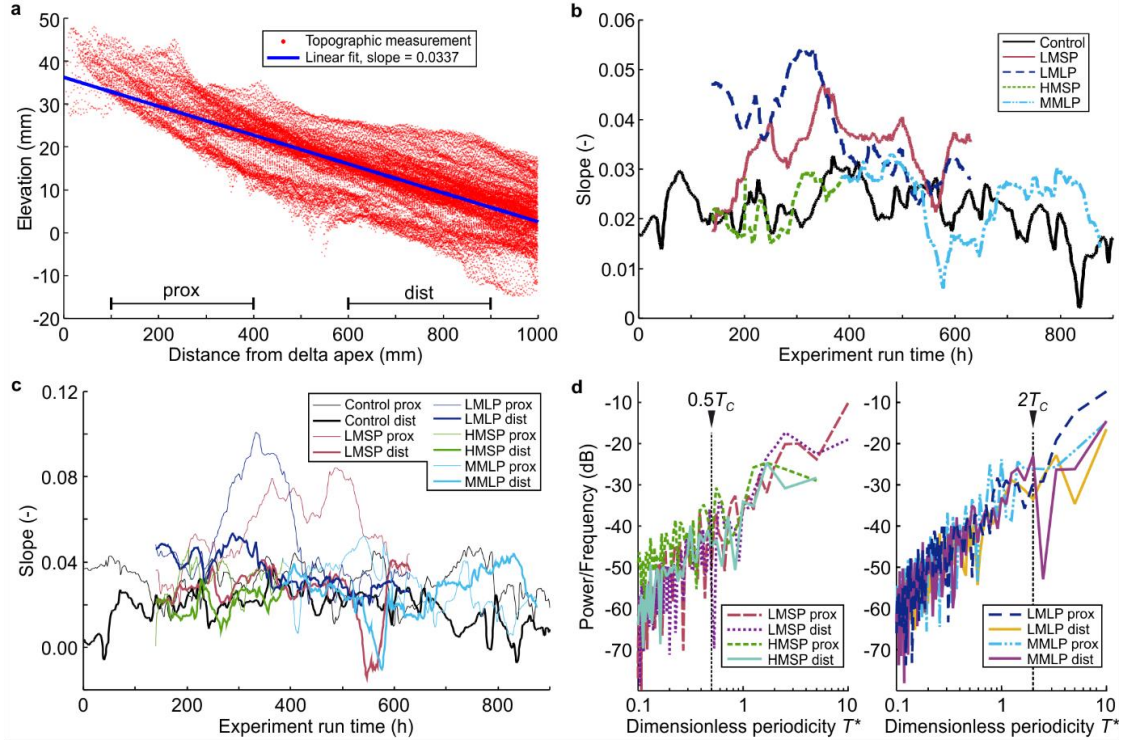 a
50
40
30
20
10
0
-10
-20
Elevation (mm)
Topographic measurement
Linear fit, slope = 0.0337
prox
dist
0
200
400
600
800
1000
Distance from delta apex (mm)
b
0.06
0.05
0.04
0.03
0.02
0.01
0
Slope (-)
Control
LMSP
LMLP
HMSP
MMLP
200
400
600
800
Experiment run time (h)
c
0.12
0.08
0.04
0.00
Slope (-)
Control prox
Control dist
LMSP prox
LMSP dist
LMLP prox
LMLP dist
HMSP prox
HMSP dist
MMLP prox
MMLP dist
200
400
600
800
Experiment run time (h)
d
0.5TC
-10
-20
-30
-40
-50
-60
-70
Power/Frequency (dB)
LMSP prox
LMSP dist
HMSP prox
HMSP dist
0.1
1
10
Dimensionless periodicity T*
2TC
-10
-20
-30
-40
-50
-60
-70
LMLP prox
LMLP dist
MMLP prox
MMLP dist
0.1
1
10
Dimensionless periodicity T*